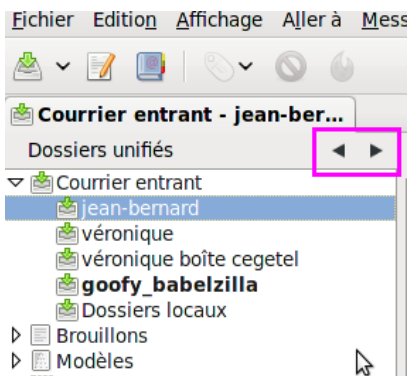 Fichier Edition Affichage Aller à Mess
Courrier entrant - jean-ber...
Dossiers unifiés
Courrier entrant
jean-bernard
véronique
véronique boîte cegetel
goofy_babelzilla
Dossiers locaux
Brouillons
Modèles